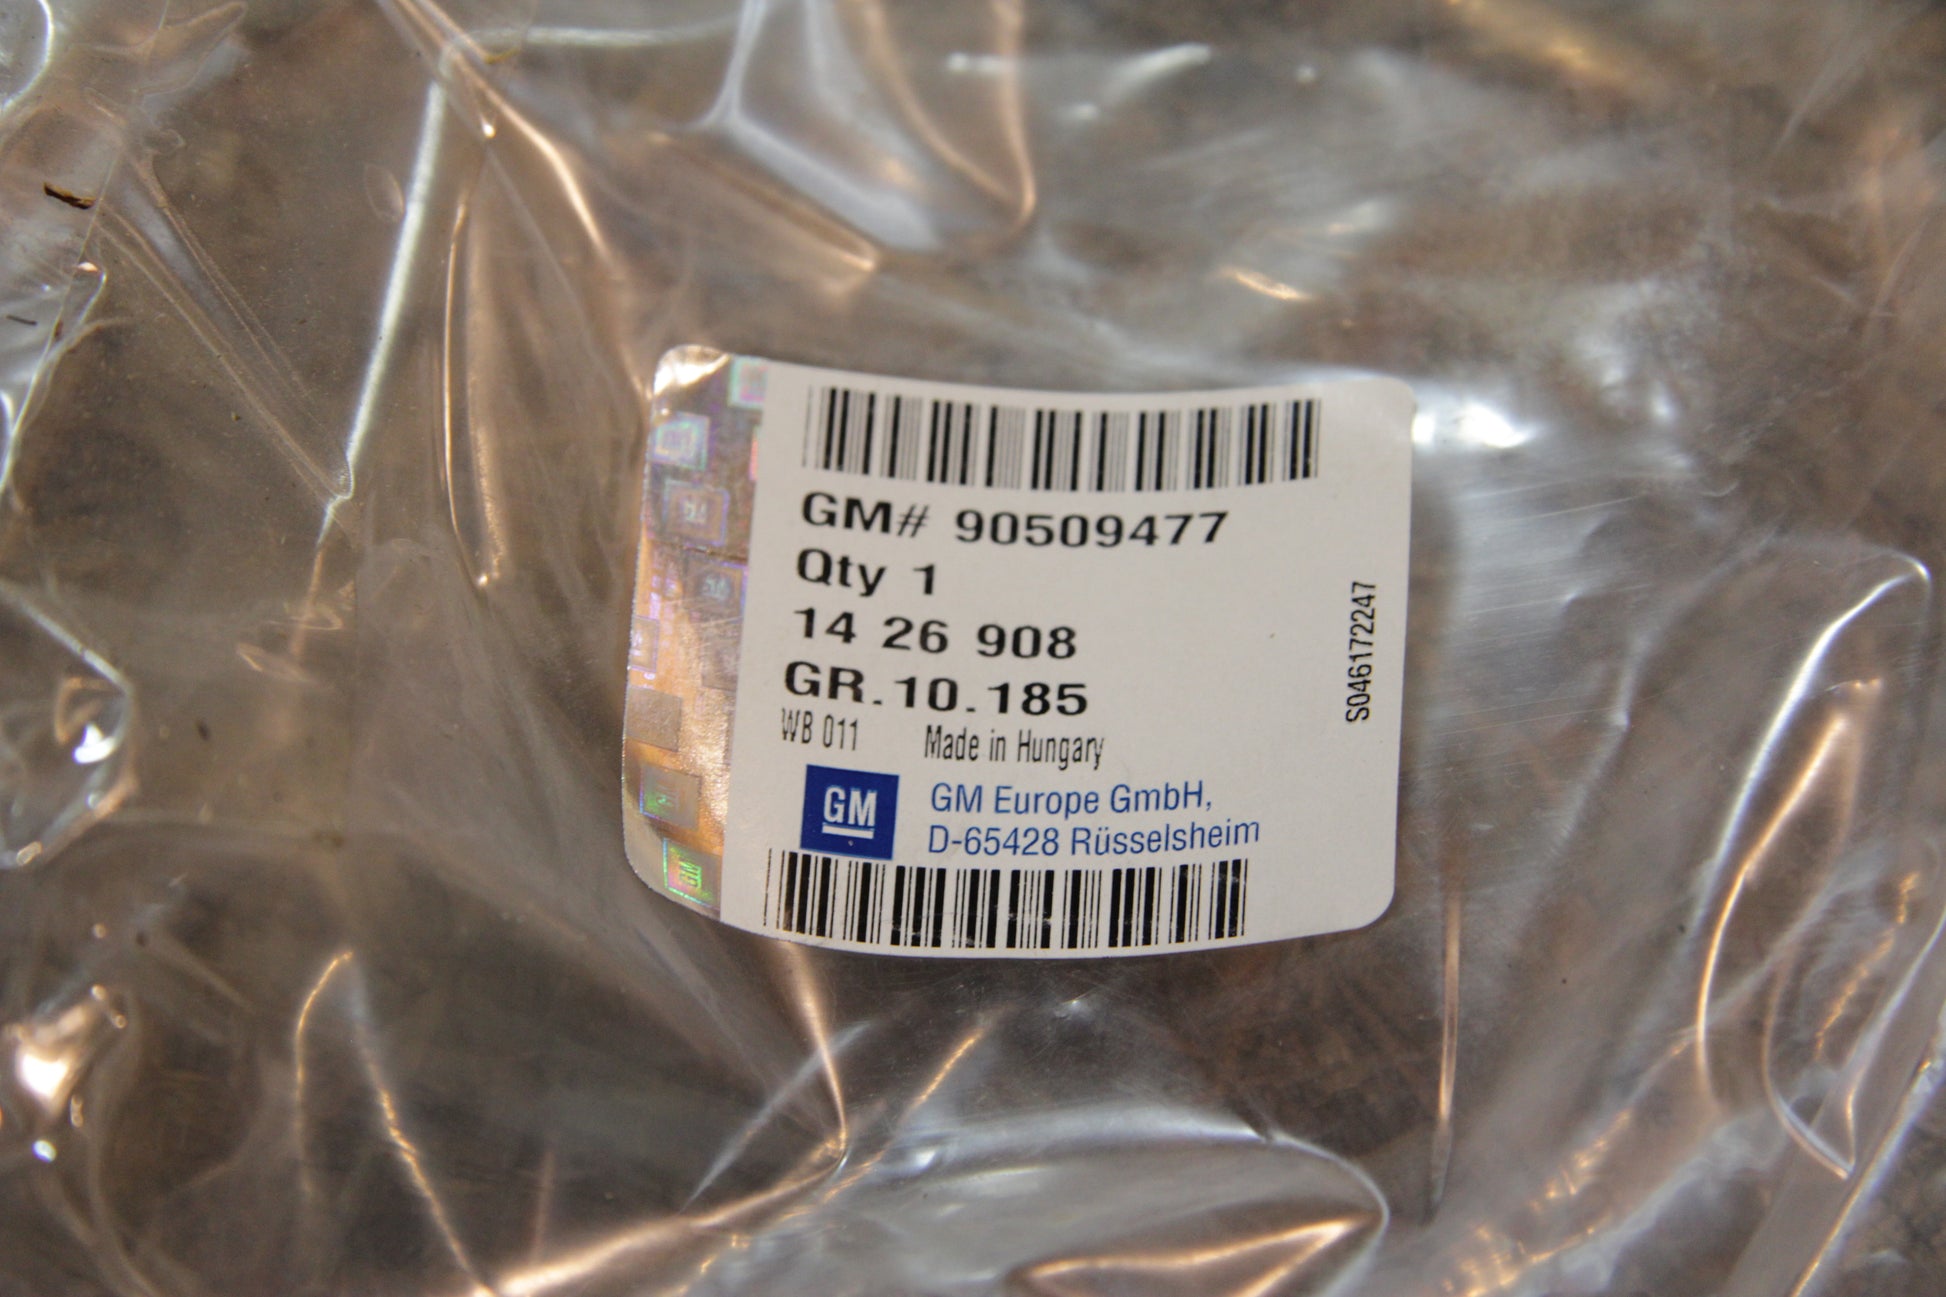 GM# 90509477
Qty 1
14 26 908
GR.10.185
WB 011 Made in Hungary
GM
GM Europe GmbH,
D-65428 Rüsselsheim
S046172247